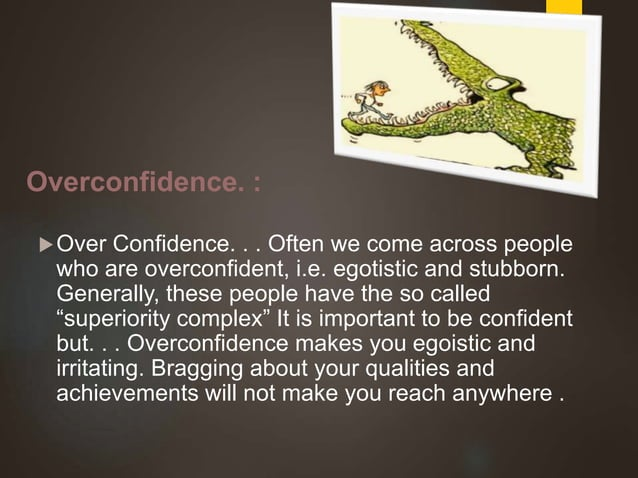 Overconfidence. :
Over Confidence. . . Often we come across people
who are overconfident, i.e. egotistic and stubborn.
Generally, these people have the so called
“superiority complex” It is important to be confident
but. . . Overconfidence makes you egoistic and
irritating. Bragging about your qualities and
achievements will not make you reach anywhere .